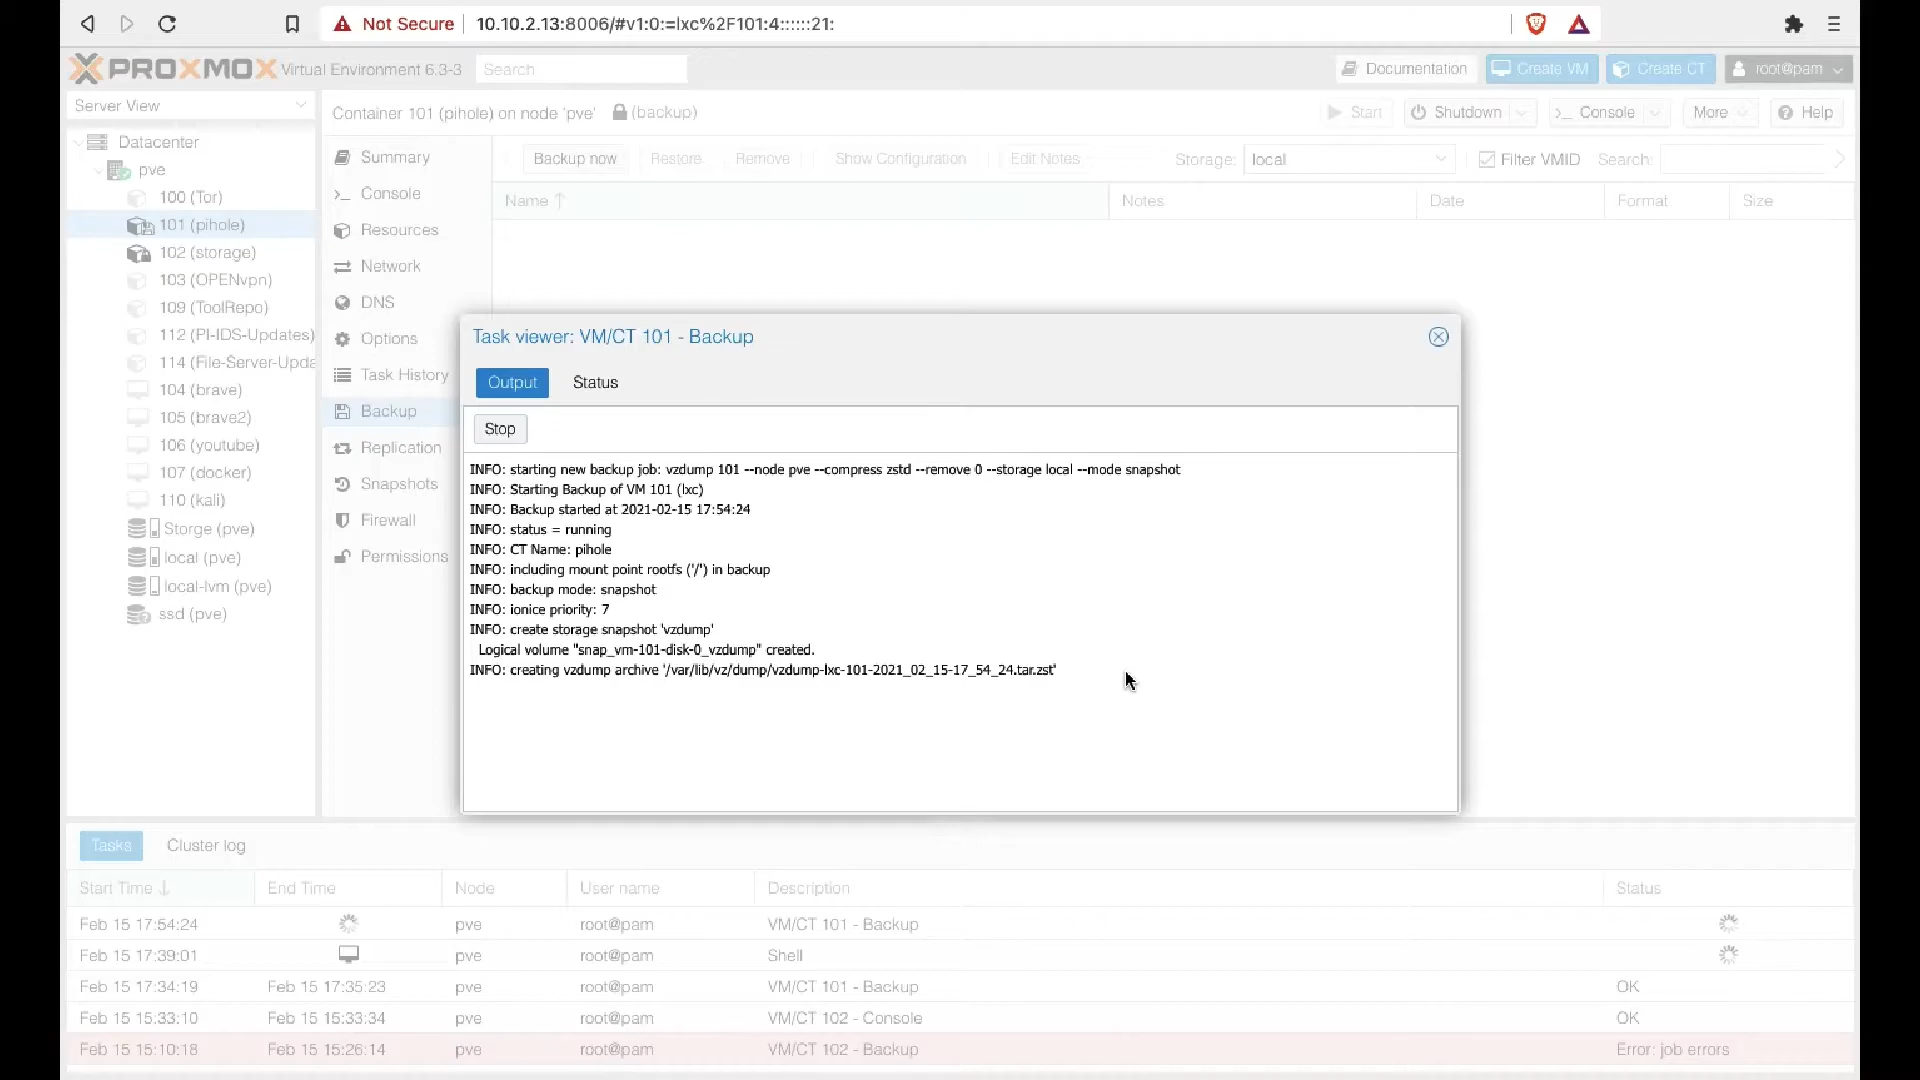 Not Secure
10.10.2.13:8006/#v1:0:=lxc%2F101:4::::::21:
PROXMOX Virtual Environment 6.3-3
Search
Documentation
Create VM
Create CT
root@pam
Server View
Container 101 (pihole) on node 'pve'
(backup)
Start
Shutdown
Console
More
Help
Datacenter
pve
100 (Tor)
101 (pihole)
102 (storage)
103 (OPENvpn)
109 (ToolRepo)
112 (PI-IDS-Updates)
114 (File-Server-Upda
104 (brave)
105 (brave2)
106 (youtube)
107 (docker)
110 (kali)
Storge (pve)
local (pve)
local-lvm (pve)
ssd (pve)
Summary
Console
Resources
Network
DNS
Options
Task History
Backup
Replication
Snapshots
Firewall
Permissions
Backup now
Restore
Remove
Show Configuration
Edit Notes
Storage:
local
Filter VMID
Search:
Name
Notes
Date
Format
Size
Task viewer: VM/CT 101 - Backup
Output
Status
Stop
INFO: starting new backup job: vzdump 101 --node pve --compress zstd --remove 0 --storage local --mode snapshot
INFO: Starting Backup of VM 101 (lxc)
INFO: Backup started at 2021-02-15 17:54:24
INFO: status = running
INFO: CT Name: pihole
INFO: including mount point rootfs ('/') in backup
INFO: backup mode: snapshot
INFO: ionice priority: 7
INFO: create storage snapshot 'vzdump'
Logical volume "snap_vm-101-disk-0_vzdump" created.
INFO: creating vzdump archive '/var/lib/vz/dump/vzdump-lxc-101-2021_02_15-17_54_24.tar.zst'
Tasks
Cluster log
Start Time
End Time
Node
User name
Description
Status
Feb 15 17:54:24 pve root@pam VM/CT 101 - Backup
Feb 15 17:39:01 pve root@pam Shell
Feb 15 17:34:19 Feb 15 17:35:23 pve root@pam VM/CT 101 - Backup OK
Feb 15 15:33:10 Feb 15 15:33:34 pve root@pam VM/CT 102 - Console OK
Feb 15 15:10:18 Feb 15 15:26:14 pve root@pam VM/CT 102 - Backup Error: job errors